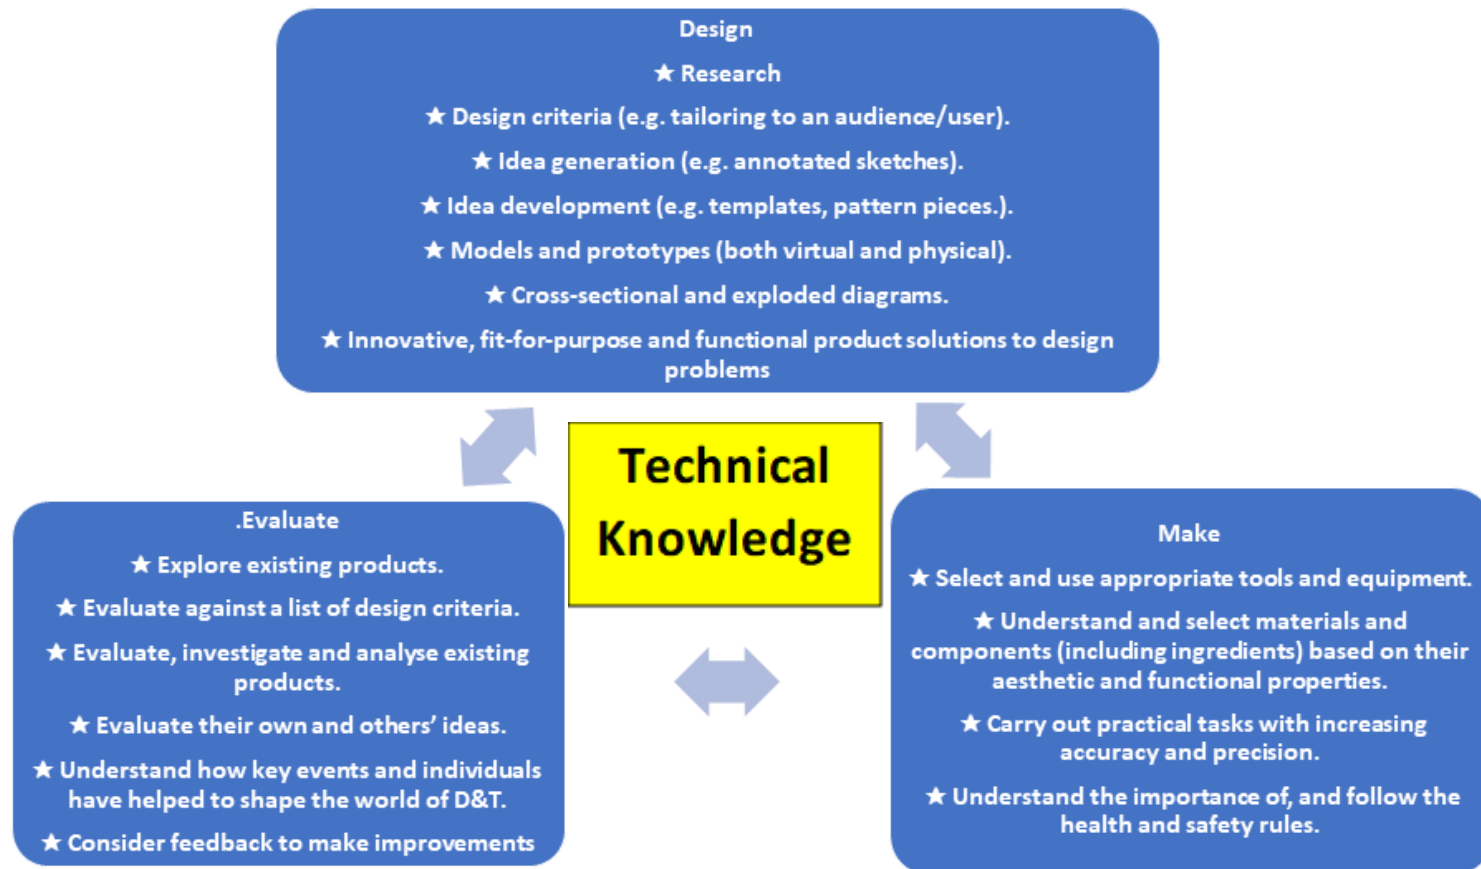 Design
★ Research
★ Design criteria (e.g. tailoring to an audience/user).
★ Idea generation (e.g. annotated sketches).
★ Idea development (e.g. templates, pattern pieces.).
★ Models and prototypes (both virtual and physical).
★ Cross-sectional and exploded diagrams.
★ Innovative, fit-for-purpose and functional product solutions to design
problems
Technical
Knowledge
.Evaluate
★ Explore existing products.
★ Evaluate against a list of design criteria.
★ Evaluate, investigate and analyse existing
products.
★ Evaluate their own and others’ ideas.
★ Understand how key events and individuals
have helped to shape the world of D&T.
★ Consider feedback to make improvements
Make
★ Select and use appropriate tools and equipment.
★ Understand and select materials and
components (including ingredients) based on their
aesthetic and functional properties.
★ Carry out practical tasks with increasing
accuracy and precision.
★ Understand the importance of, and follow the
health and safety rules.